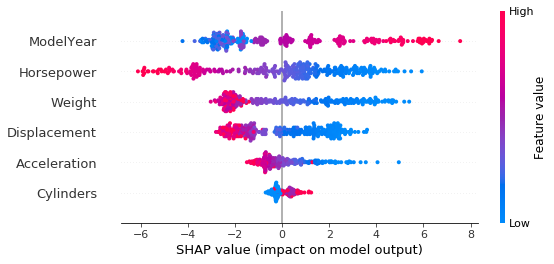 High
ModelYear
Horsepower
Weight
Displacement
Acceleration
Cylinders
Feature value
Low
−6 −4 −2 0 2 4 6 8
SHAP value (impact on model output)